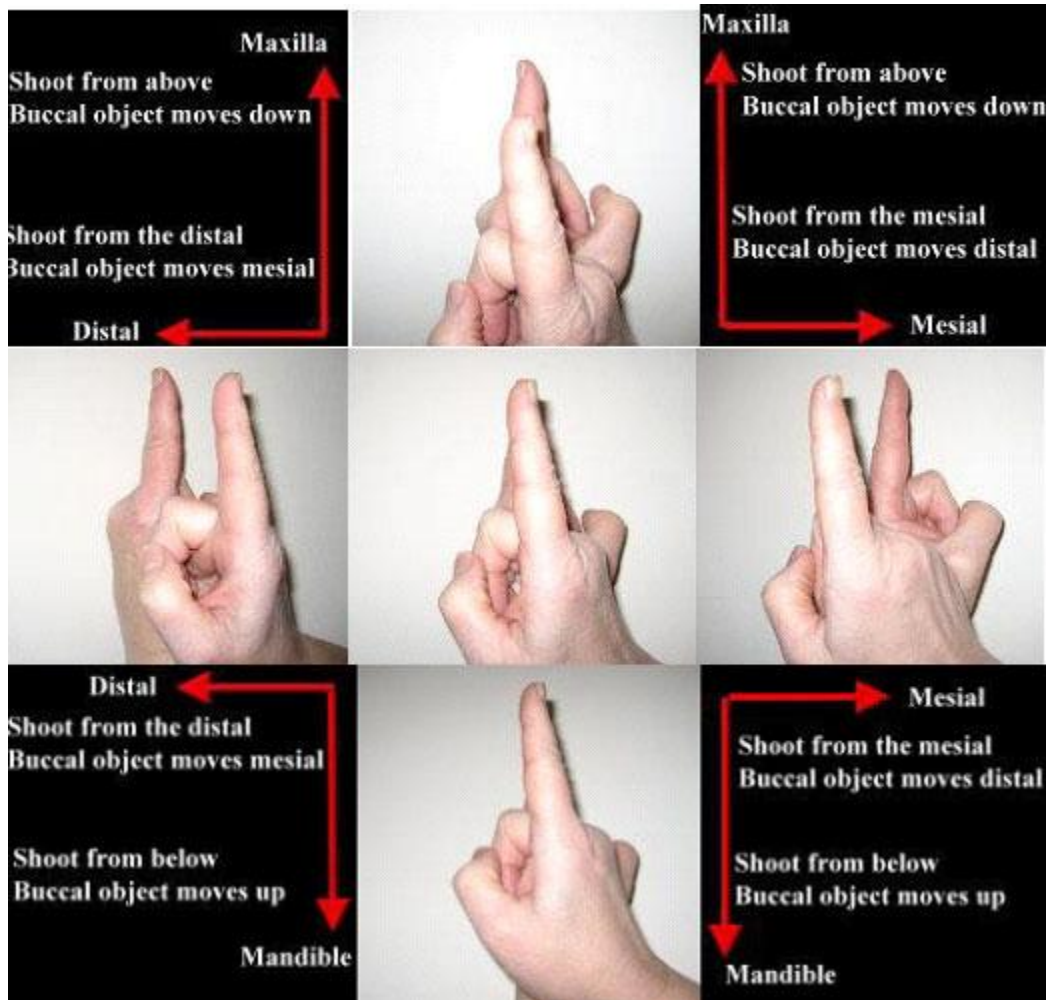 Maxilla
Shoot from above
Buccal object moves down
Shoot from the distal
Buccal object moves mesial
Distal
Maxilla
Shoot from above
Buccal object moves down
Shoot from the mesial
Buccal object moves distal
Mesial
Distal
Shoot from the distal
Buccal object moves mesial
Shoot from below
Buccal object moves up
Mandible
Mesial
Shoot from the mesial
Buccal object moves distal
Shoot from below
Buccal object moves up
Mandible